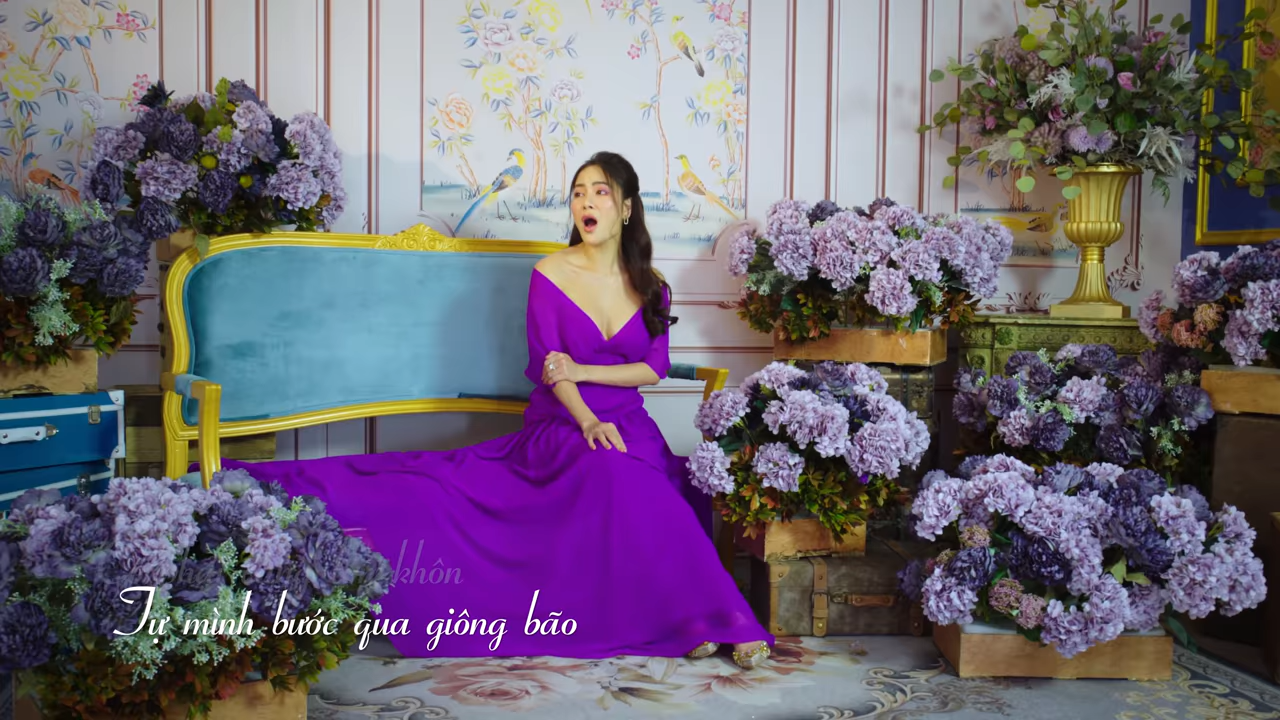 khôn
Tự mình bước qua giông bão